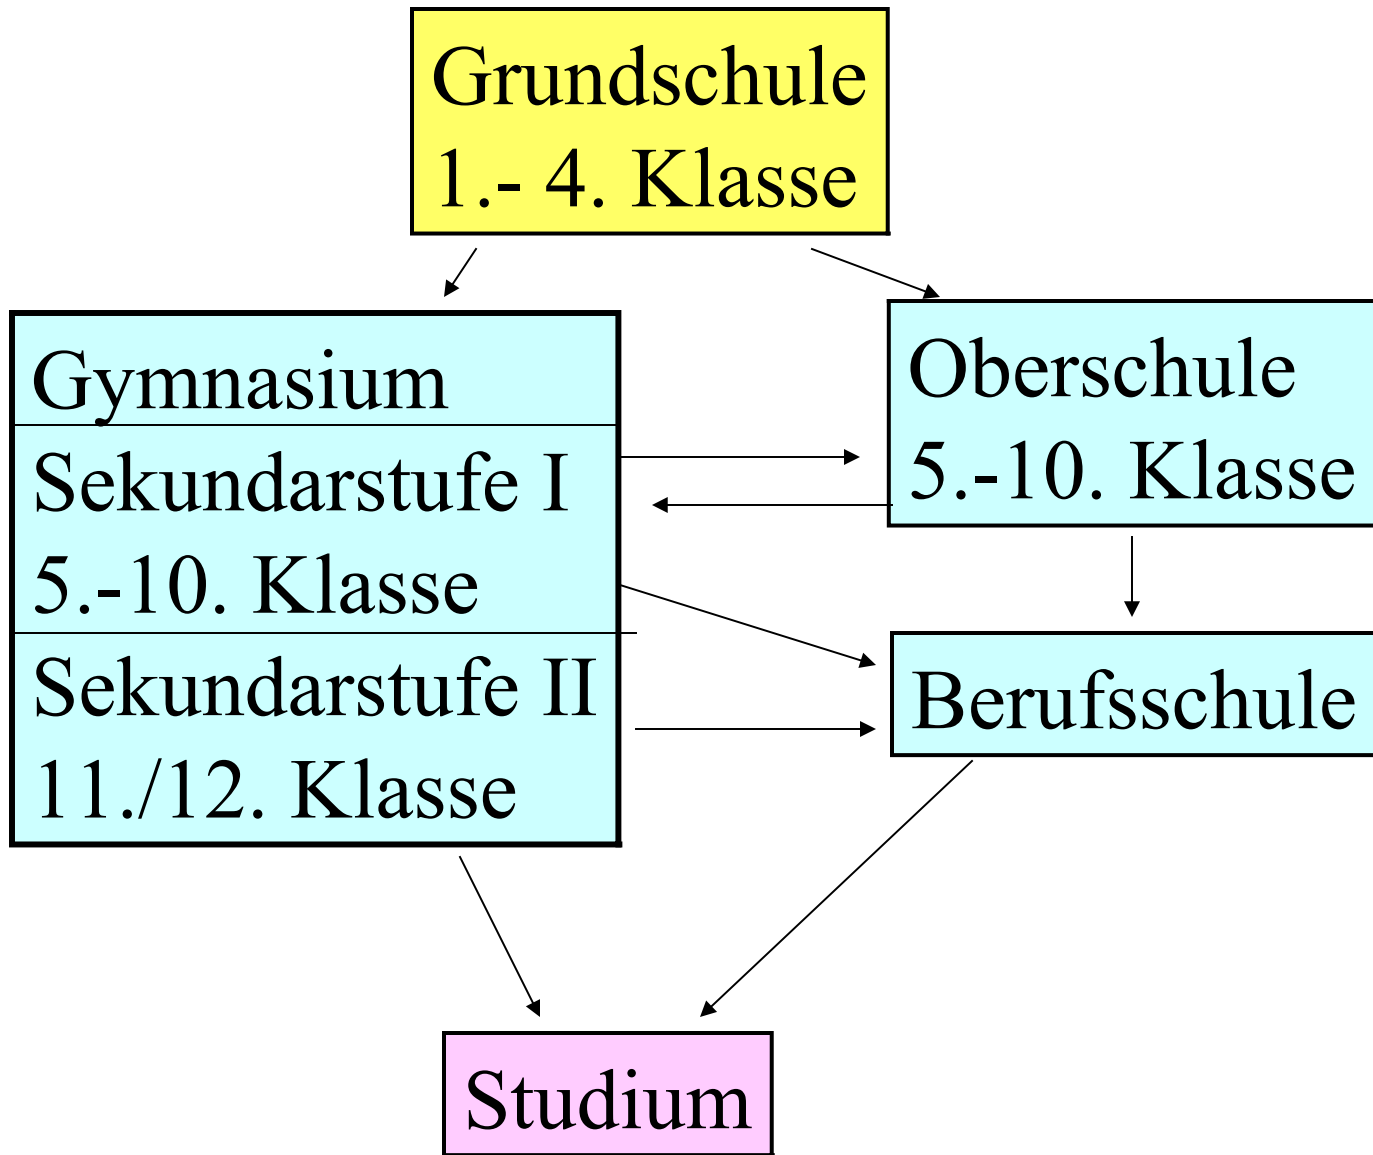 Grundschule
1.- 4. Klasse
Gymnasium
Sekundarstufe I
5.-10. Klasse
Sekundarstufe II
11./12. Klasse
Oberschule
5.-10. Klasse
Berufsschule
Studium